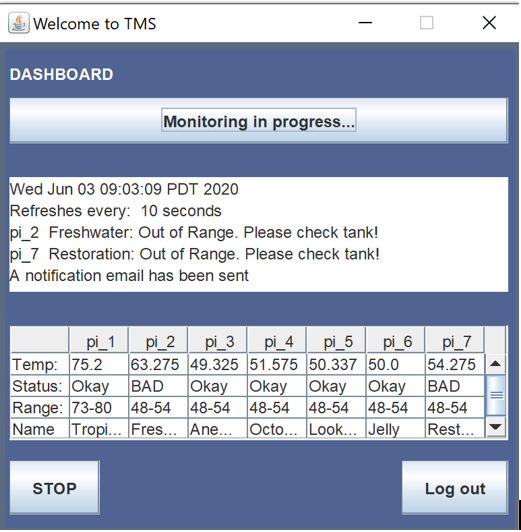 Welcome to TMS
DASHBOARD
Monitoring in progress...
Wed Jun 03 09:03:09 PDT 2020
Refreshes every: 10 seconds
pi_2 Freshwater: Out of Range. Please check tank!
pi_7 Restoration: Out of Range. Please check tank!
A notification email has been sent
pi_1 pi_2 pi_3 pi_4 pi_5 pi_6 pi_7
Temp: 75.2 63.275 49.325 51.575 50.337 50.0 54.275
Status: Okay BAD Okay Okay Okay Okay BAD
Range: 73-80 48-54 48-54 48-54 48-54 48-54 48-54
Name Tropi... Fres... Ane... Octo... Look... Jelly Rest...
STOP Log out